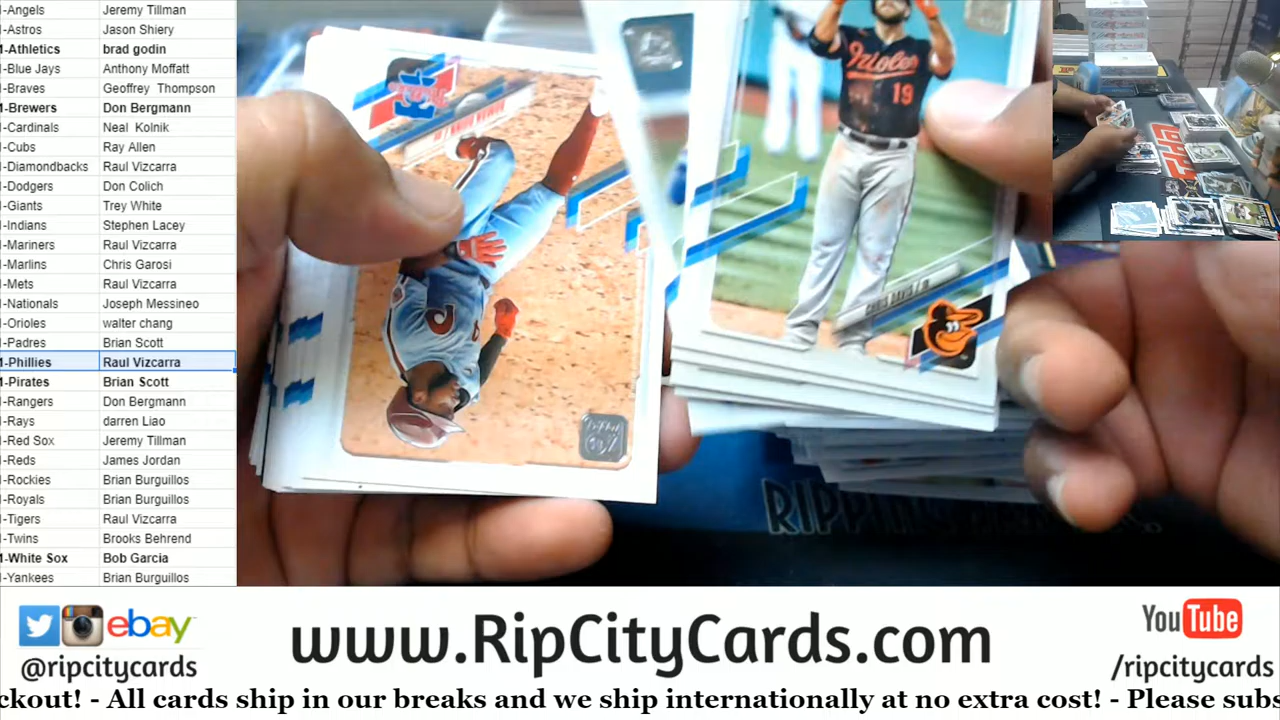 -Angels Jeremy Tillman
-Astros Jason Shiery
-Athletics brad godin
-Blue Jays Anthony Moffatt
-Braves Geoffrey Thompson
-Brewers Don Bergmann
-Cardinals Neal Kolnik
-Cubs Ray Allen
-Diamondbacks Raul Vizcarra
-Dodgers Don Colich
-Giants Trey White
-Indians Stephen Lacey
-Mariners Raul Vizcarra
-Marlins Chris Garosi
-Mets Raul Vizcarra
-Nationals Joseph Messineo
-Orioles walter chang
-Padres Brian Scott
-Phillies Raul Vizcarra
-Pirates Brian Scott
-Rangers Don Bergmann
-Rays darren Liao
-Red Sox Jeremy Tillman
-Reds James Jordan
-Rockies Brian Burguillos
-Royals Brian Burguillos
-Tigers Raul Vizcarra
-Twins Brooks Behrend
-White Sox Bob Garcia
-Yankees Brian Burguillos
Orioles
19
CHRIS DAVIS / 1B
ebay
@ripcitycards
www.RipCityCards.com
YouTube
/ripcitycards
ckout! - All cards ship in our breaks and we ship internationally at no extra cost! - Please subs